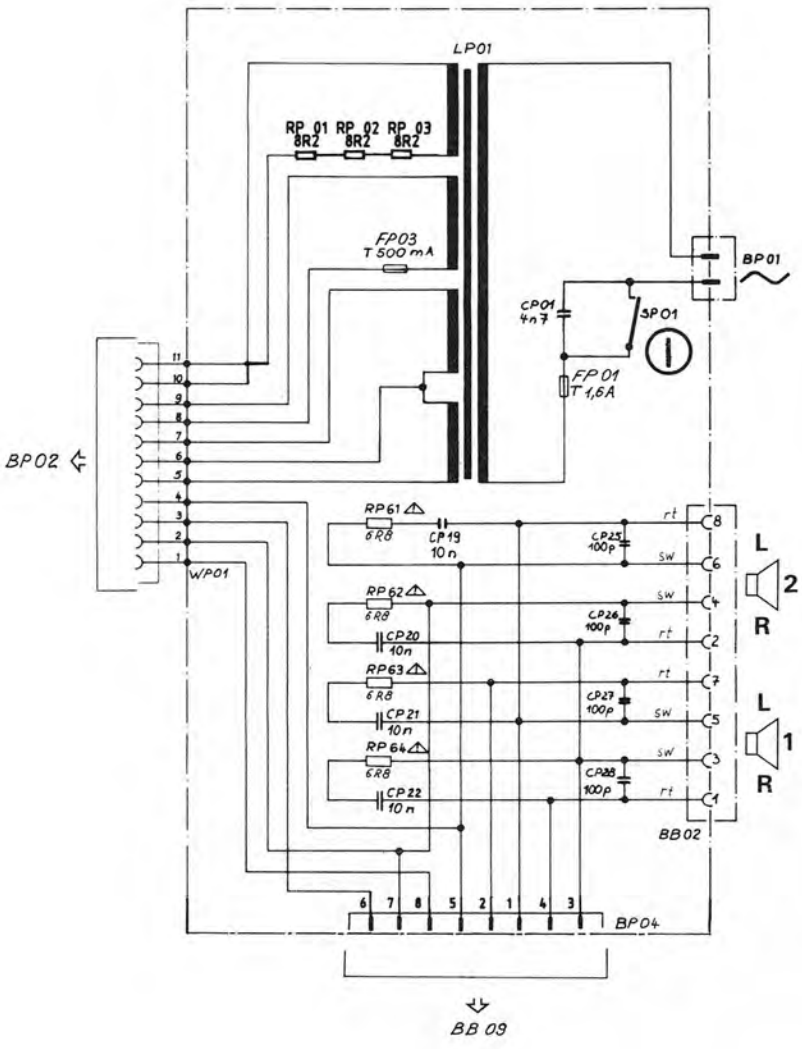 LP01
RP 01 RP 02 RP 03
8R2 8R2 8R2
FP03
T 500 mA
BP01
CP01
4n7
SP01
FP01
T 1,6A
11
10
9
8
7
6
5
4
3
2
1
BP02
WP01
RP61
6R8
CP19
10n
CP25
100p
rt
8
sw
6
L
2
R
RP62
6R8
CP20
10n
CP26
100p
sw
4
rt
2
RP63
6R8
CP21
10n
CP27
100p
rt
7
sw
5
L
1
R
RP64
6R8
CP22
10n
CP28
100p
sw
3
rt
1
BB02
6 7 8 5 2 1 4 3
BP04
BB 09